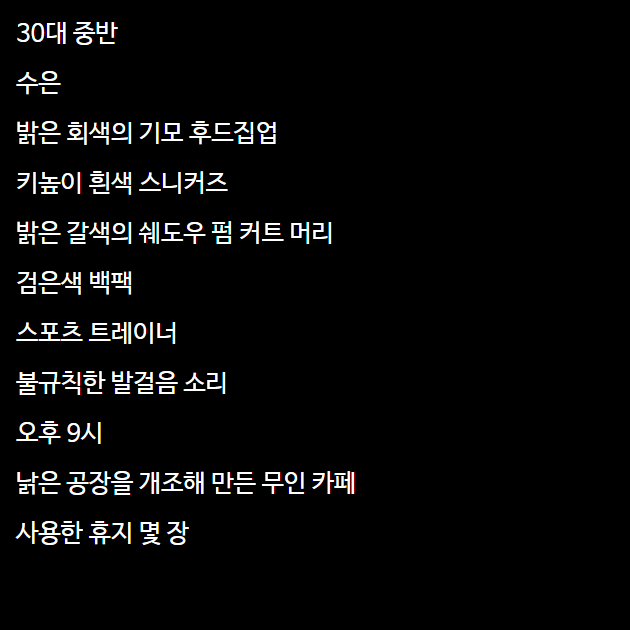 30대 중반
수은
밝은 회색의 기모 후드집업
키높이 흰색 스니커즈
밝은 갈색의 쉐도우 펌 커트 머리
검은색 백팩
스포츠 트레이너
불규칙한 발걸음 소리
오후 9시
낡은 공장을 개조해 만든 무인 카페
사용한 휴지 몇 장